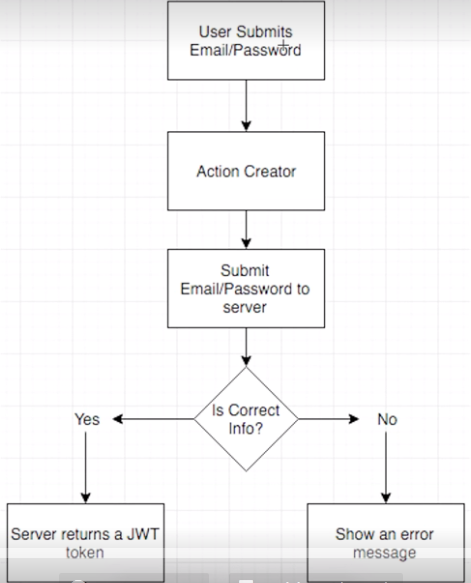 User Submits
Email/Password
Action Creator
Submit
Email/Password to
server
Is Correct
Info?
Yes
No
Server returns a JWT
token
Show an error
message